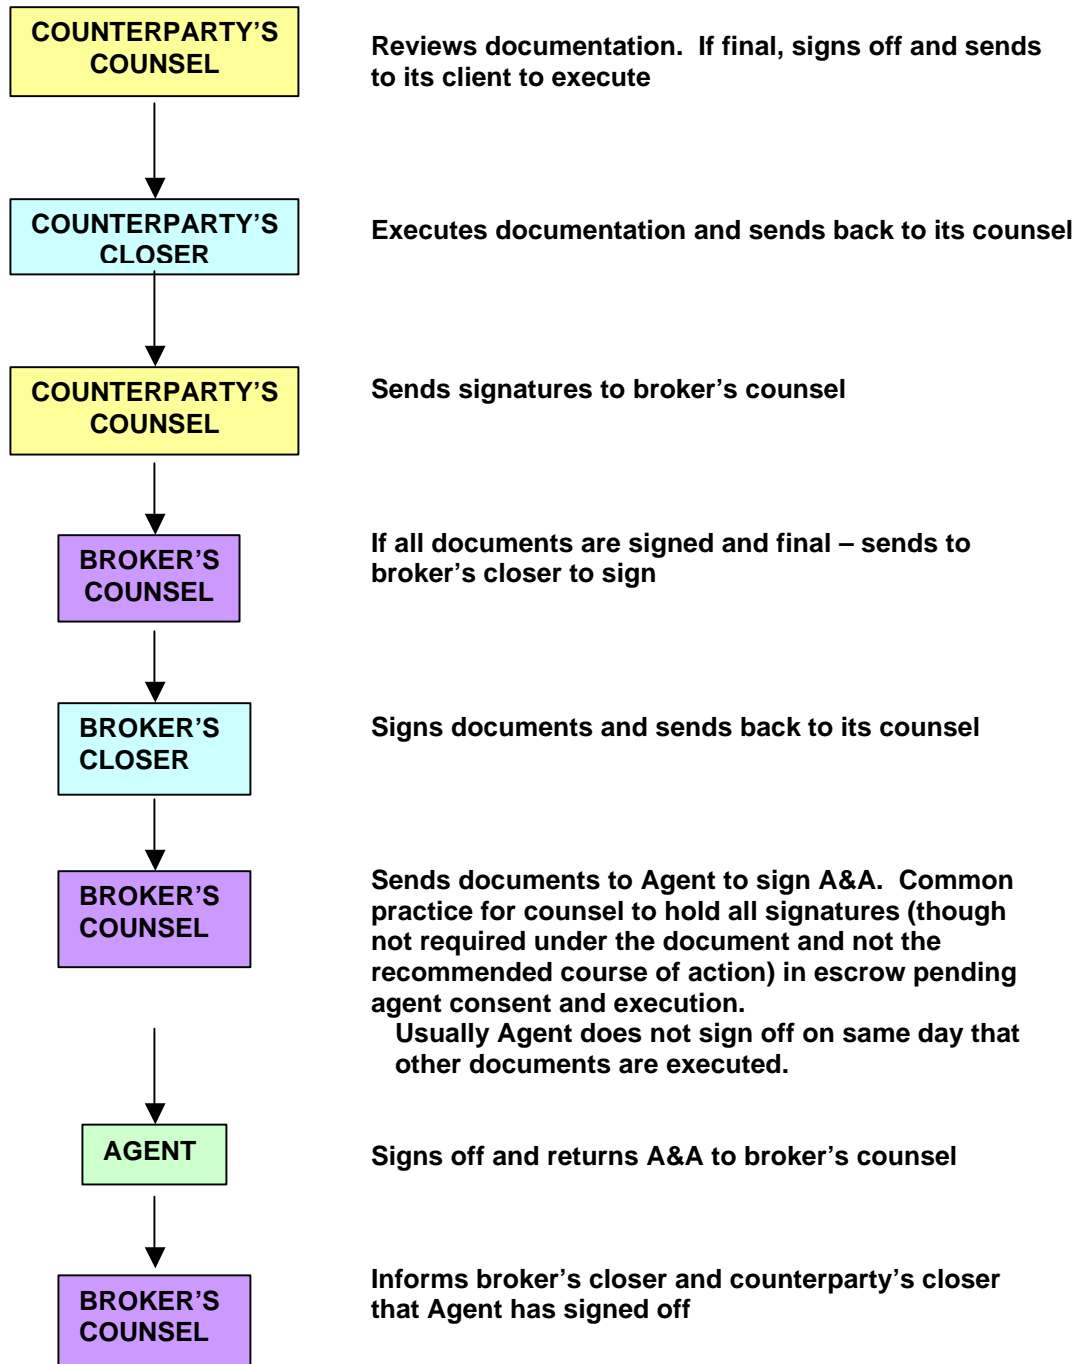 COUNTERPARTY’S
COUNSEL
Reviews documentation.  If final, signs off and sends
to its client to execute
COUNTERPARTY’S
CLOSER
Executes documentation and sends back to its counsel
COUNTERPARTY’S
COUNSEL
Sends signatures to broker’s counsel
BROKER’S
COUNSEL
If all documents are signed and final – sends to
broker’s closer to sign
BROKER’S
CLOSER
Signs documents and sends back to its counsel
BROKER’S
COUNSEL
Sends documents to Agent to sign A&A.  Common
practice for counsel to hold all signatures (though
not required under the document and not the
recommended course of action) in escrow pending
agent consent and execution.
Usually Agent does not sign off on same day that
other documents are executed.
AGENT
Signs off and returns A&A to broker’s counsel
BROKER’S
COUNSEL
Informs broker’s closer and counterparty’s closer
that Agent has signed off